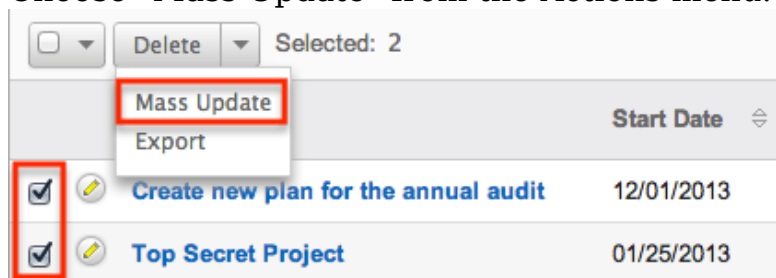 Choose "Mass Update" from the Actions menu.
Delete Selected: 2
Mass Update
Export
Start Date
Create new plan for the annual audit 12/01/2013
Top Secret Project 01/25/2013